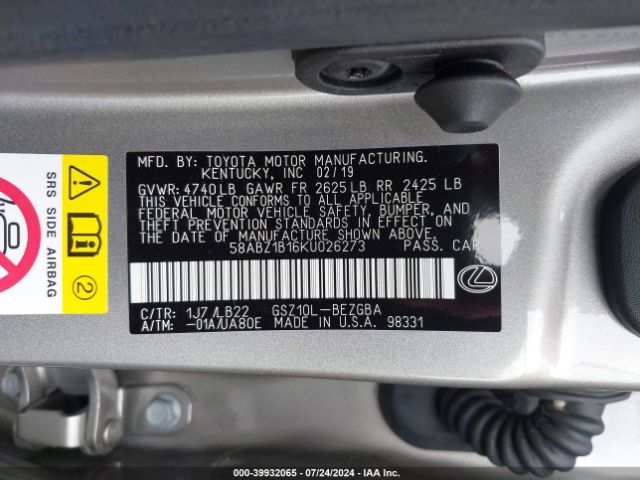 MFD. BY: TOYOTA MOTOR MANUFACTURING.
KENTUCKY, INC 02/19
GVWR: 4740LB GAWR FR 2625LB RR 2425 LB
THIS VEHICLE CONFORMS TO ALL APPLICABLE
FEDERAL MOTOR VEHICLE SAFETY, BUMPER, AND
THEFT PREVENTION STANDARDS IN EFFECT ON
THE DATE OF MANUFACTURE SHOWN ABOVE.
58ABZ1B16KU026273 PASS. CAR
C/TR: 1J7/LB22 GSZ10L-BEZGBA
A/TM: -01A/UA80E MADE IN U.S.A. 98331
SRS SIDE AIRBAG
2
000-39932065 - 07/24/2024 - IAA Inc.